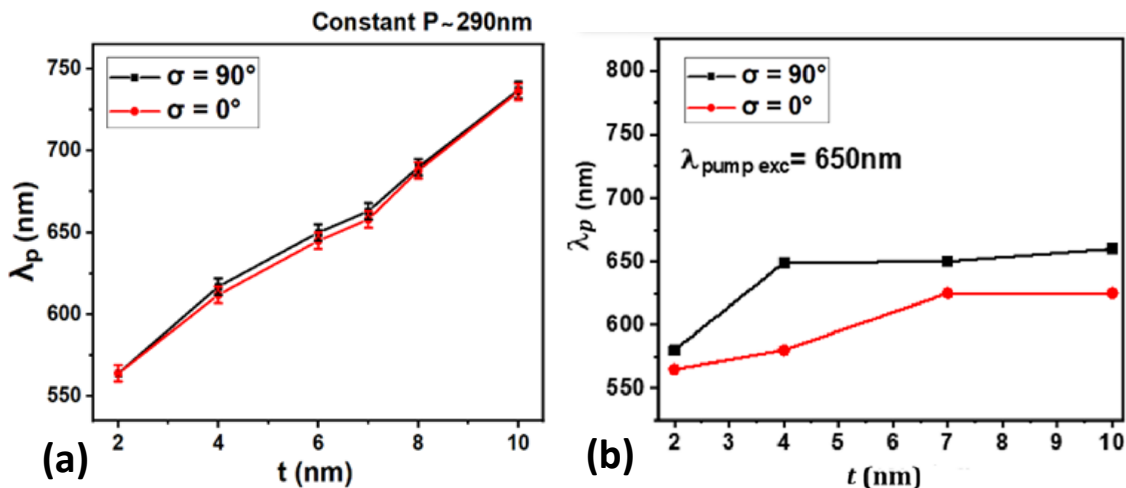 Constant P~290nm
σ = 90°
σ = 0°
750
700
650
600
550
λp (nm)
2
4
6
8
10
t (nm)
(a)
σ = 90°
σ = 0°
λ pump exc= 650nm
800
750
700
650
600
550
λp (nm)
2
3
4
5
6
7
8
9
10
t (nm)
(b)